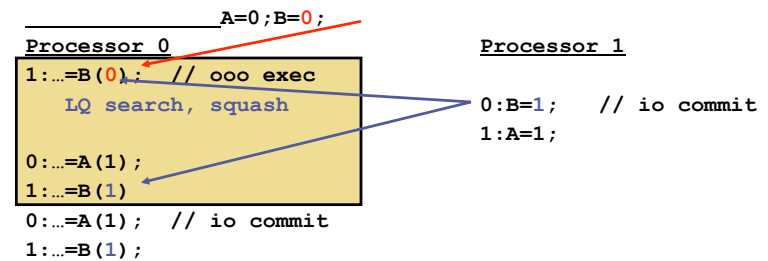 A=0;B=0;
Processor 0
Processor 1
1:…=B(0); // ooo exec
LQ search, squash
0:B=1; // io commit
1:A=1;
0:…=A(1);
1:…=B(1)
0:…=A(1); // io commit
1:…=B(1);